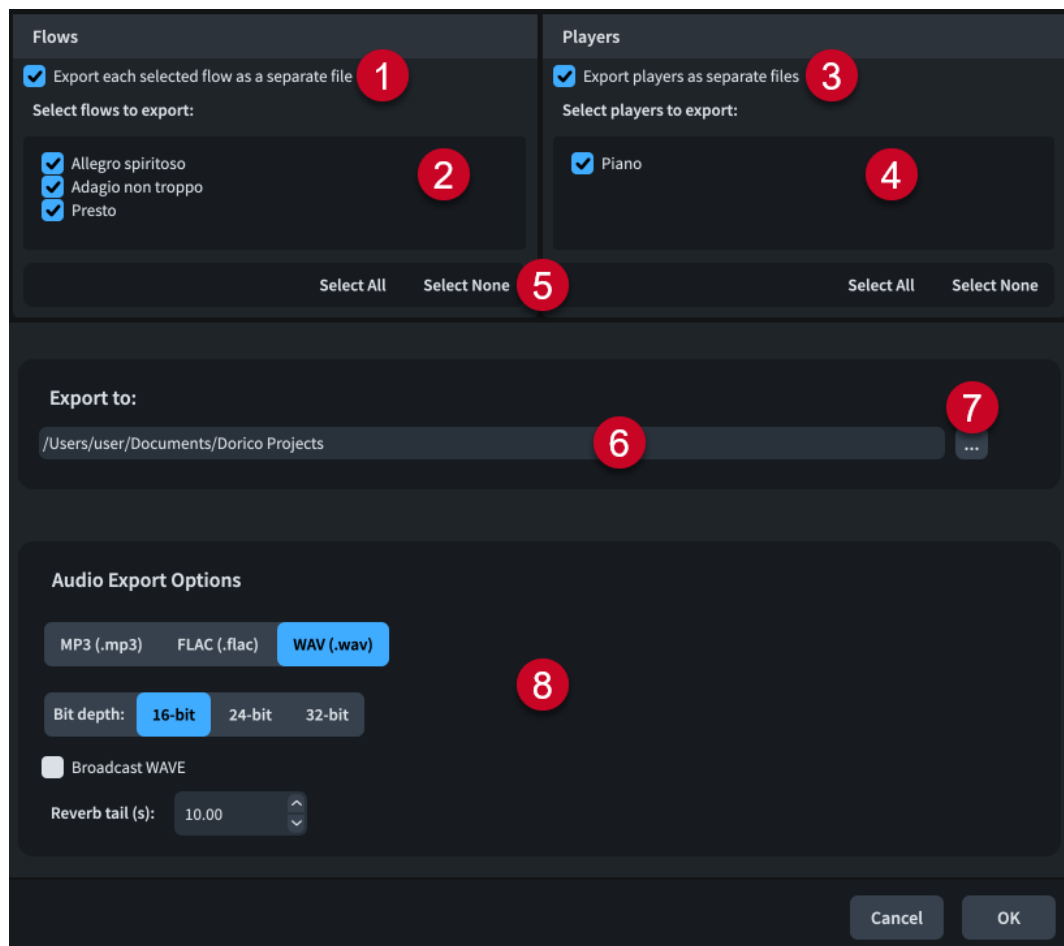 Flows
Players
Export each selected flow as a separate file
1
Export players as separate files
3
Select flows to export:
Select players to export:
Allegro spiritoso
Adagio non troppo
Presto
2
Piano
4
Select All Select None
5
Select All Select None
Export to:
7
/Users/user/Documents/Dorico Projects
6
...
Audio Export Options
MP3 (.mp3) FLAC (.flac) WAV (.wav)
8
Bit depth: 16-bit 24-bit 32-bit
Broadcast WAVE
Reverb tail (s): 10.00
Cancel OK